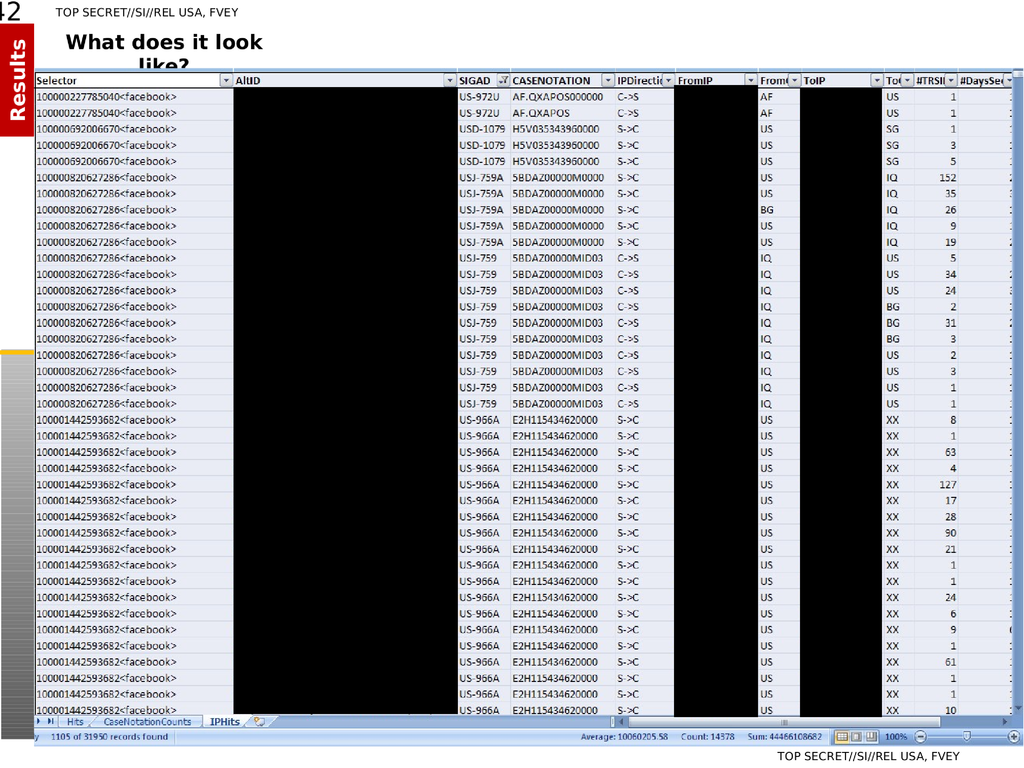 42
TOP SECRET//SI//REL USA, FVEY
What does it look
like?
Results
Selector AltID SIGAD CASENOTATION IPDirectio FromIP From ToIP ToC #TRSII #DaysSee
100000227785040<facebook> US-972U AF.QXAPOS000000 C->S AF US 1
100000227785040<facebook> US-972U AF.QXAPOS C->S AF US 1
100000692006670<facebook> USD-1079 H5V035343960000 S->C US SG 1
100000692006670<facebook> USD-1079 H5V035343960000 S->C US SG 3
100000692006670<facebook> USD-1079 H5V035343960000 S->C US SG 5
100000820627286<facebook> USJ-759A 5BDAZ00000M0000 S->C US IQ 152
100000820627286<facebook> USJ-759A 5BDAZ00000M0000 S->C US IQ 35
100000820627286<facebook> USJ-759A 5BDAZ00000M0000 S->C BG IQ 26
100000820627286<facebook> USJ-759A 5BDAZ00000M0000 S->C US IQ 9
100000820627286<facebook> USJ-759A 5BDAZ00000M0000 S->C US IQ 19
100000820627286<facebook> USJ-759 5BDAZ00000MID03 C->S IQ US 5
100000820627286<facebook> USJ-759 5BDAZ00000MID03 C->S IQ US 34
100000820627286<facebook> USJ-759 5BDAZ00000MID03 C->S IQ US 24
100000820627286<facebook> USJ-759 5BDAZ00000MID03 C->S IQ BG 2
100000820627286<facebook> USJ-759 5BDAZ00000MID03 C->S IQ BG 31
100000820627286<facebook> USJ-759 5BDAZ00000MID03 C->S IQ BG 3
100000820627286<facebook> USJ-759 5BDAZ00000MID03 C->S IQ US 2
100000820627286<facebook> USJ-759 5BDAZ00000MID03 C->S IQ US 3
100000820627286<facebook> USJ-759 5BDAZ00000MID03 C->S IQ US 1
100000820627286<facebook> USJ-759 5BDAZ00000MID03 C->S IQ US 1
100001442593682<facebook> US-966A E2H115434620000 S->C US XX 8
100001442593682<facebook> US-966A E2H115434620000 S->C US XX 1
100001442593682<facebook> US-966A E2H115434620000 S->C US XX 63
100001442593682<facebook> US-966A E2H115434620000 S->C US XX 4
100001442593682<facebook> US-966A E2H115434620000 S->C US XX 127
100001442593682<facebook> US-966A E2H115434620000 S->C US XX 17
100001442593682<facebook> US-966A E2H115434620000 S->C US XX 28
100001442593682<facebook> US-966A E2H115434620000 S->C US XX 90
100001442593682<facebook> US-966A E2H115434620000 S->C US XX 21
100001442593682<facebook> US-966A E2H115434620000 S->C US XX 1
100001442593682<facebook> US-966A E2H115434620000 S->C US XX 1
100001442593682<facebook> US-966A E2H115434620000 S->C US XX 24
100001442593682<facebook> US-966A E2H115434620000 S->C US XX 6
100001442593682<facebook> US-966A E2H115434620000 S->C US XX 9
100001442593682<facebook> US-966A E2H115434620000 S->C US XX 1
100001442593682<facebook> US-966A E2H115434620000 S->C US XX 61
100001442593682<facebook> US-966A E2H115434620000 S->C US XX 1
100001442593682<facebook> US-966A E2H115434620000 S->C US XX 1
100001442593682<facebook> US-966A E2H115434620000 S->C US XX 10
Hits CaseNotationCounts IPHits
y 1105 of 31950 records found Average: 10060205.58 Count: 14378 Sum: 44466108682 100%
TOP SECRET//SI//REL USA, FVEY